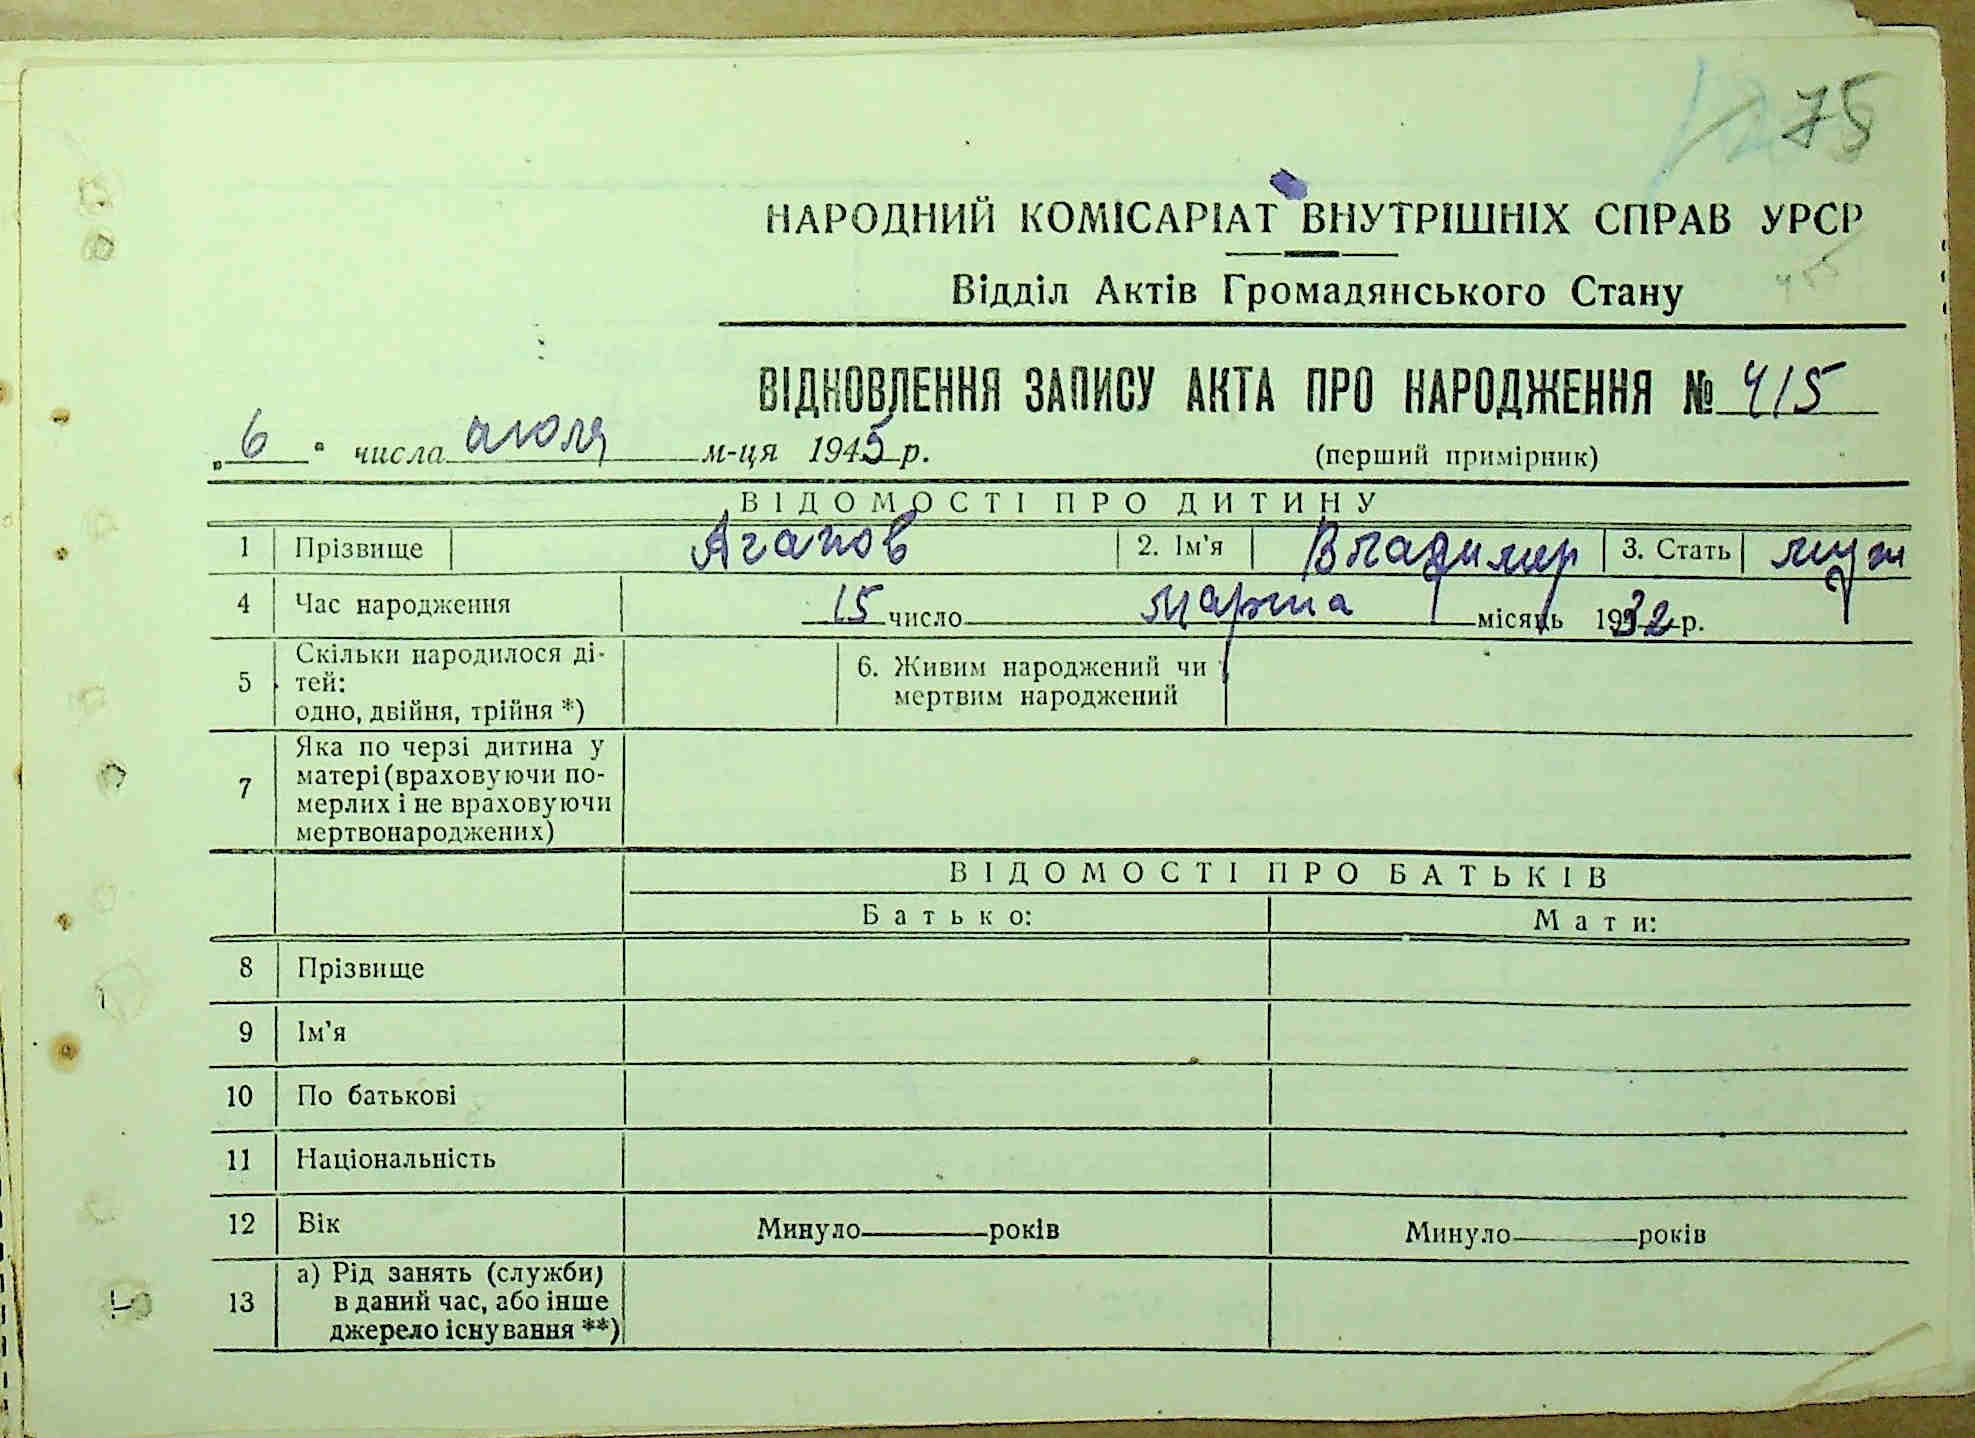 75
НАРОДНИЙ КОМІСАРІАТ ВНУТРІШНІХ СПРАВ УРСР
Відділ Актів Громадянського Стану
ВІДНОВЛЕННЯ ЗАПИСУ АКТА ПРО НАРОДЖЕННЯ № 415
„ 6 " числа июля м-ця 1945 р. (перший примірник)
ВІДОМОСТІ ПРО ДИТИНУ
1 Прізвище Агапов 2. Ім'я Владимир 3. Стать муж
4 Час народження 15 число марта місяць 1932 р.
5 Скільки народилося ді-
тей:
одно, двійня, трійня *)
6. Живим народжений чи
мертвим народжений
7 Яка по черзі дитина у
матері (враховуючи по-
мерлих і не враховуючи
мертвонароджених)
ВІДОМОСТІ ПРО БАТЬКІВ
Батько: Мати:
8 Прізвище
9 Ім'я
10 По батькові
11 Національність
12 Вік Минуло років Минуло років
13 а) Рід занять (служби)
в даний час, або інше
джерело існування **)